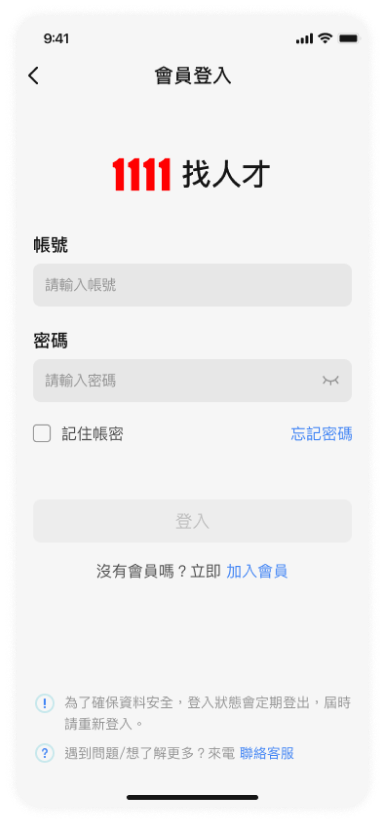 9:41
會員登入
1111 找人才
帳號
請輸入帳號
密碼
請輸入密碼
記住帳密
忘記密碼
登入
沒有會員嗎？立即 加入會員
為了確保資料安全，登入狀態會定期登出，屆時
請重新登入。
遇到問題/想了解更多？來電 聯絡客服